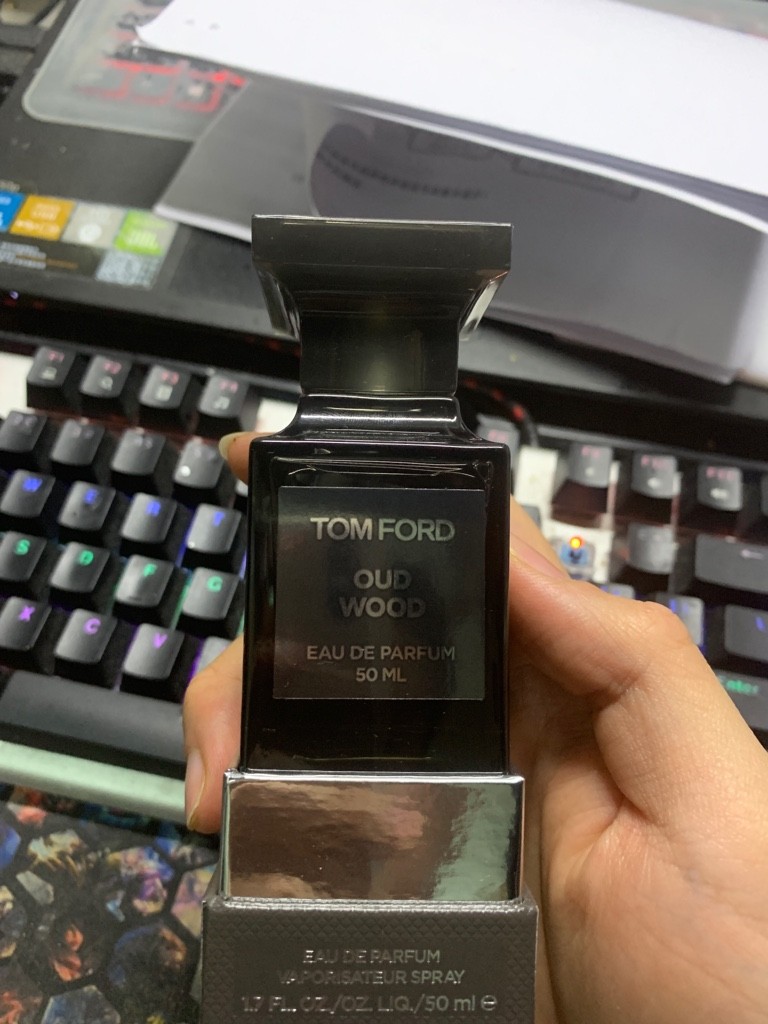 TOM FORD
OUD
WOOD
EAU DE PARFUM
50 ML
EAU DE PARFUM
VAPORISATEUR SPRAY
1.7 FL. OZ./OZ. LIQ./50 ml ℮
W
E
R
T
S
D
F
G
X
C
V
Enter